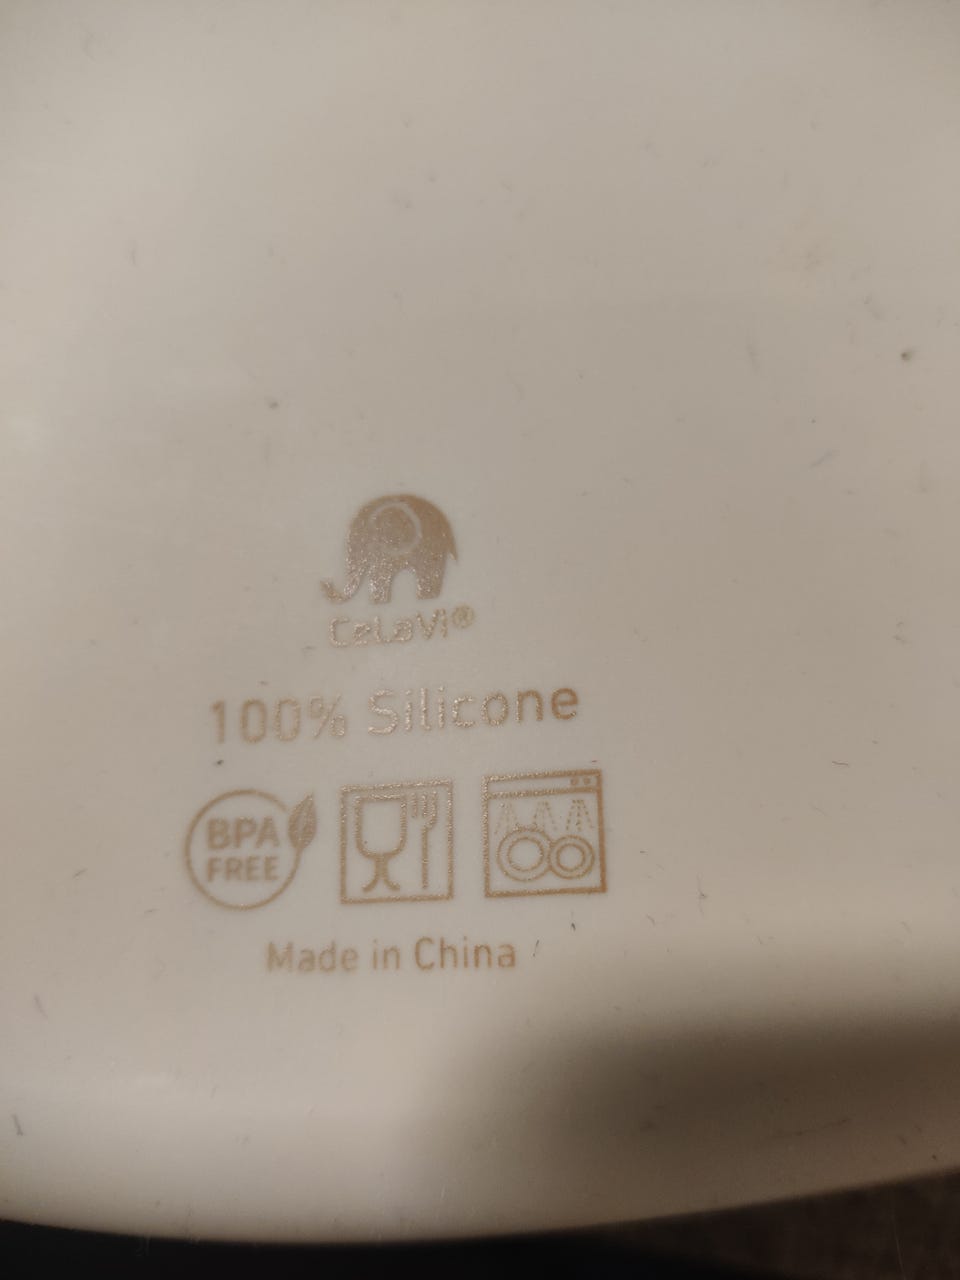 CeLaVi®
100% Silicone
BPA
FREE
Made in China